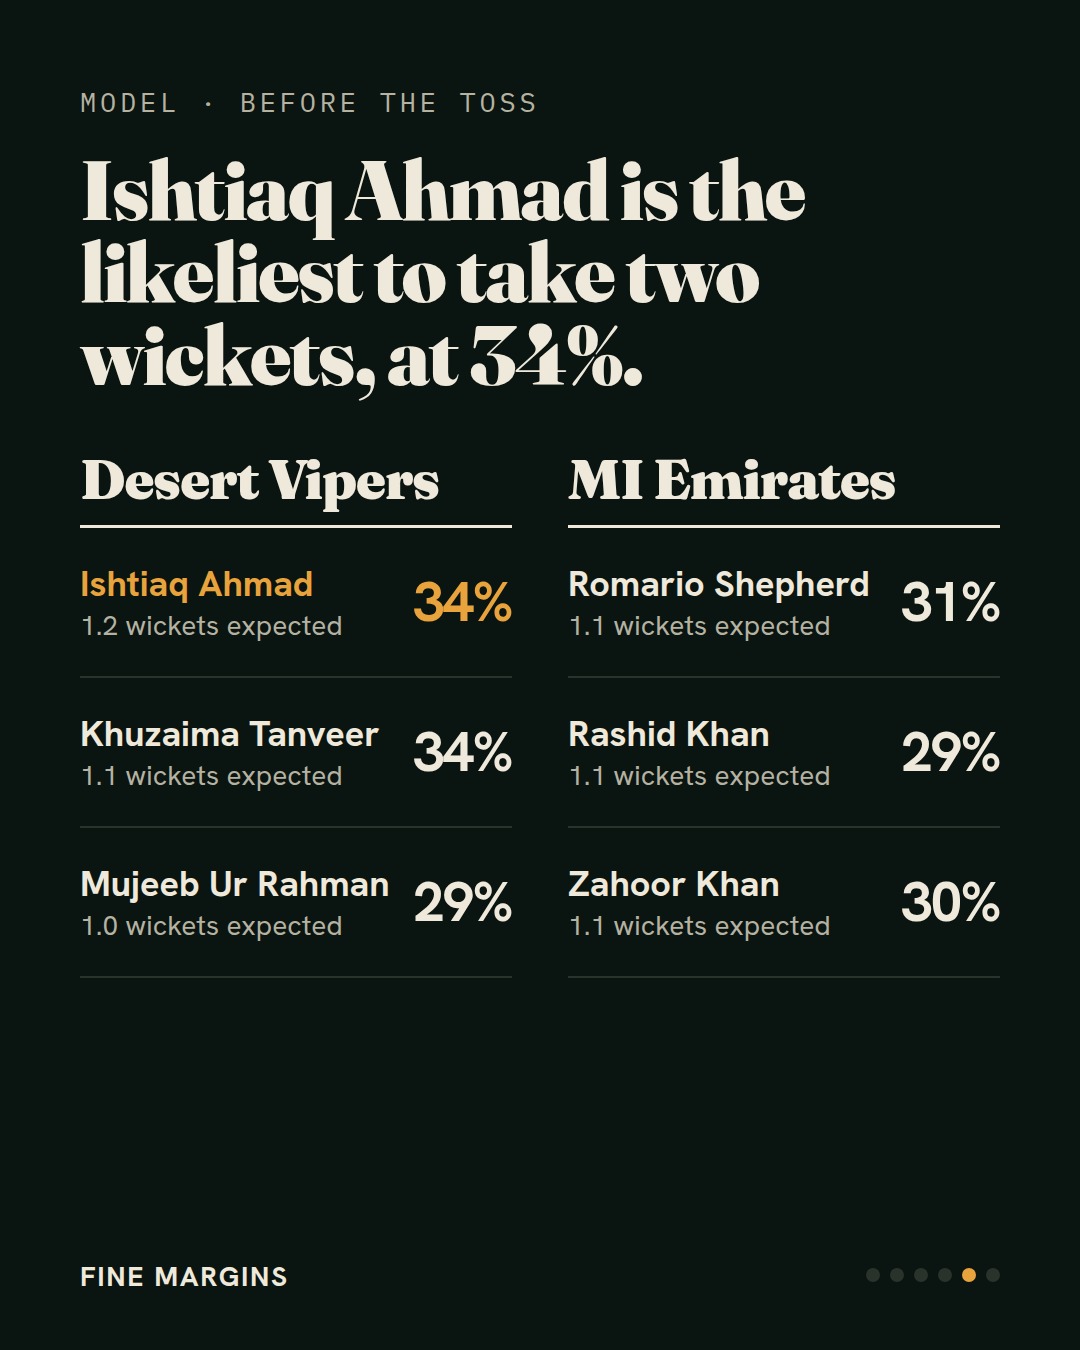 MODEL · BEFORE THE TOSS
Ishtiaq Ahmad is the
likeliest to take two
wickets, at 34%.
Desert Vipers
Ishtiaq Ahmad
1.2 wickets expected
34%
Khuzaima Tanveer
1.1 wickets expected
34%
Mujeeb Ur Rahman
1.0 wickets expected
29%
MI Emirates
Romario Shepherd
1.1 wickets expected
31%
Rashid Khan
1.1 wickets expected
29%
Zahoor Khan
1.1 wickets expected
30%
FINE MARGINS